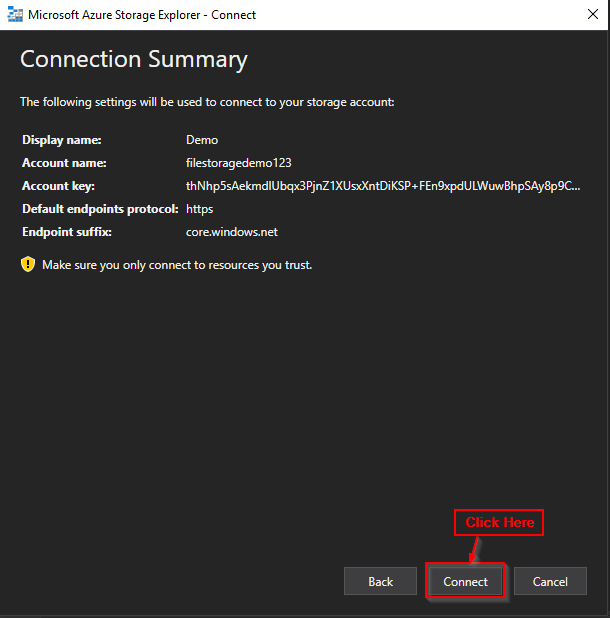 Microsoft Azure Storage Explorer - Connect
Connection Summary
The following settings will be used to connect to your storage account:
Display name: Demo
Account name: filestoragedemo123
Account key: thNhp5sAekmdIUbqx3PjnZ1XUsxXntDiKSP+FEn9xpdULWuwBhpSAy8p9C...
Default endpoints protocol: https
Endpoint suffix: core.windows.net
Make sure you only connect to resources you trust.
Click Here
Back Connect Cancel